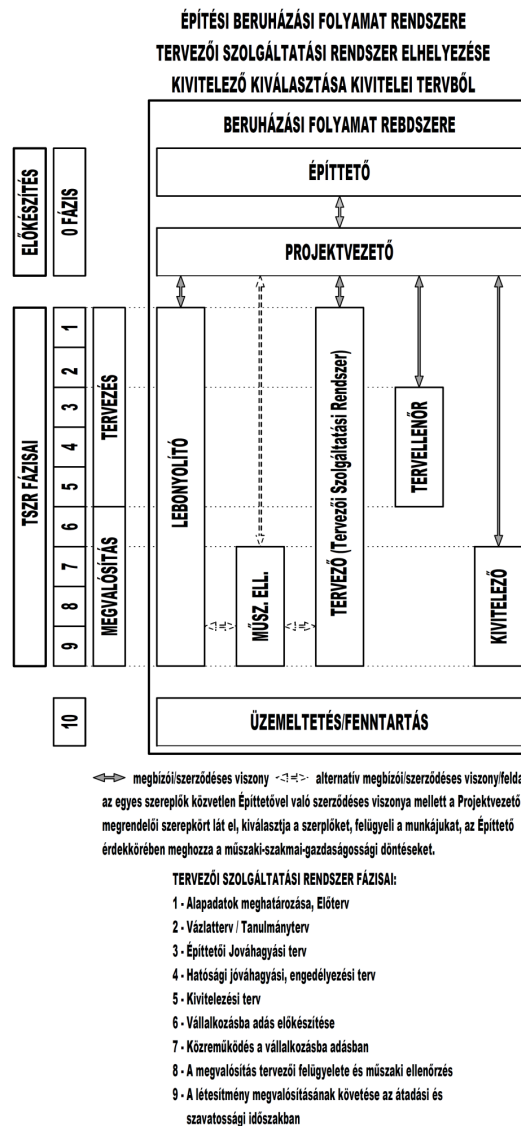 ÉPÍTÉSI BERUHÁZÁSI FOLYAMAT RENDSZERE
TERVEZŐI SZOLGÁLTATÁSI RENDSZER ELHELYEZÉSE
KIVITELEZŐ KIVÁLASZTÁSA KIVITELEI TERVBŐL
BERUHÁZÁSI FOLYAMAT REBDSZERE
ELŐKÉSZÍTÉS
0 FÁZIS
ÉPÍTTETŐ
PROJEKTVEZETŐ
TSZR FÁZISAI
1
2
3
4
5
6
7
8
9
TERVEZÉS
MEGVALÓSÍTÁS
LEBONYOLÍTÓ
MŰSZ. ELL.
TERVEZŐ (Tervezői Szolgáltatási Rendszer)
TERVELLENŐR
KIVITELEZŐ
10
ÜZEMELTETÉS/FENNTARTÁS
megbízói/szerződéses viszony
alternatív megbízói/szerződéses viszony/felda
az egyes szereplők közvetlen Építtetővel való szerződéses viszonya mellett a Projektvezető
megrendelői szerepkört lát el, kiválasztja a szerplőket, felügyeli a munkájukat, az Építtető
érdekkörében meghozza a műszaki-szakmai-gazdaságossági döntéseket.
TERVEZŐI SZOLGÁLTATÁSI RENDSZER FÁZISAI:
1 - Alapadatok meghatározása, Előterv
2 - Vázlatterv / Tanulmányterv
3 - Építtetői Jováhagyási terv
4 - Hatósági jóváhagyási, engedélyezési terv
5 - Kivitelezési terv
6 - Vállalkozásba adás előkészítése
7 - Közreműködés a vállalkozásba adásban
8 - A megvalósítás tervezői felügyelete és műszaki ellenőrzés
9 - A létesítmény megvalósításának követése az átadási és
szavatossági időszakban